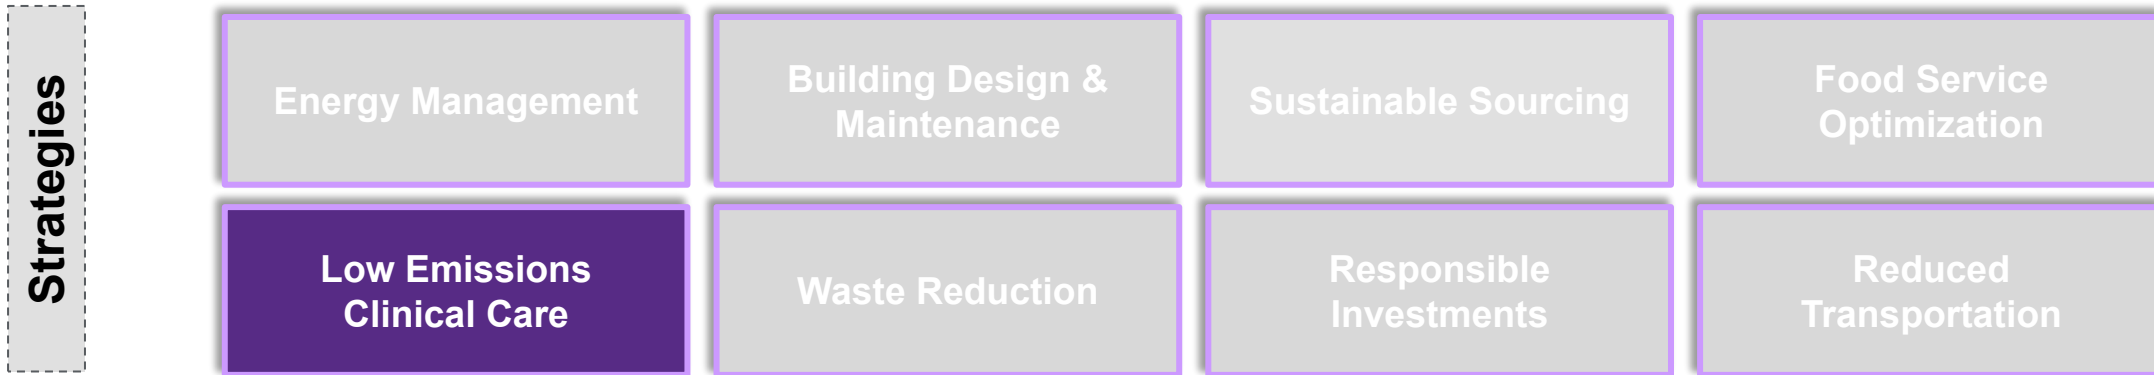 Strategies
Energy Management
Building Design &
Maintenance
Sustainable Sourcing
Food Service
Optimization
Low Emissions
Clinical Care
Waste Reduction
Responsible
Investments
Reduced
Transportation